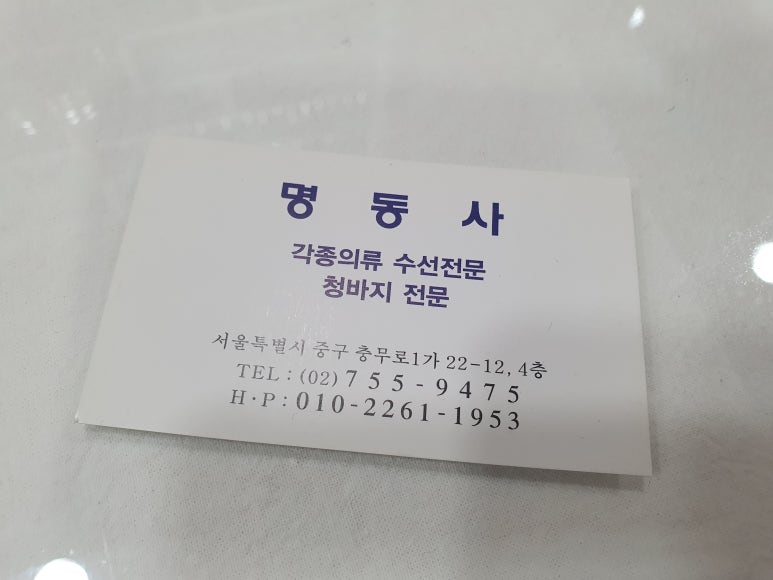 명 동 사
각종의류 수선전문
청바지 전문
서울특별시 중구 충무로1가 22-12, 4층
TEL : (02) 755-9475
H·P : 010-2261-1953